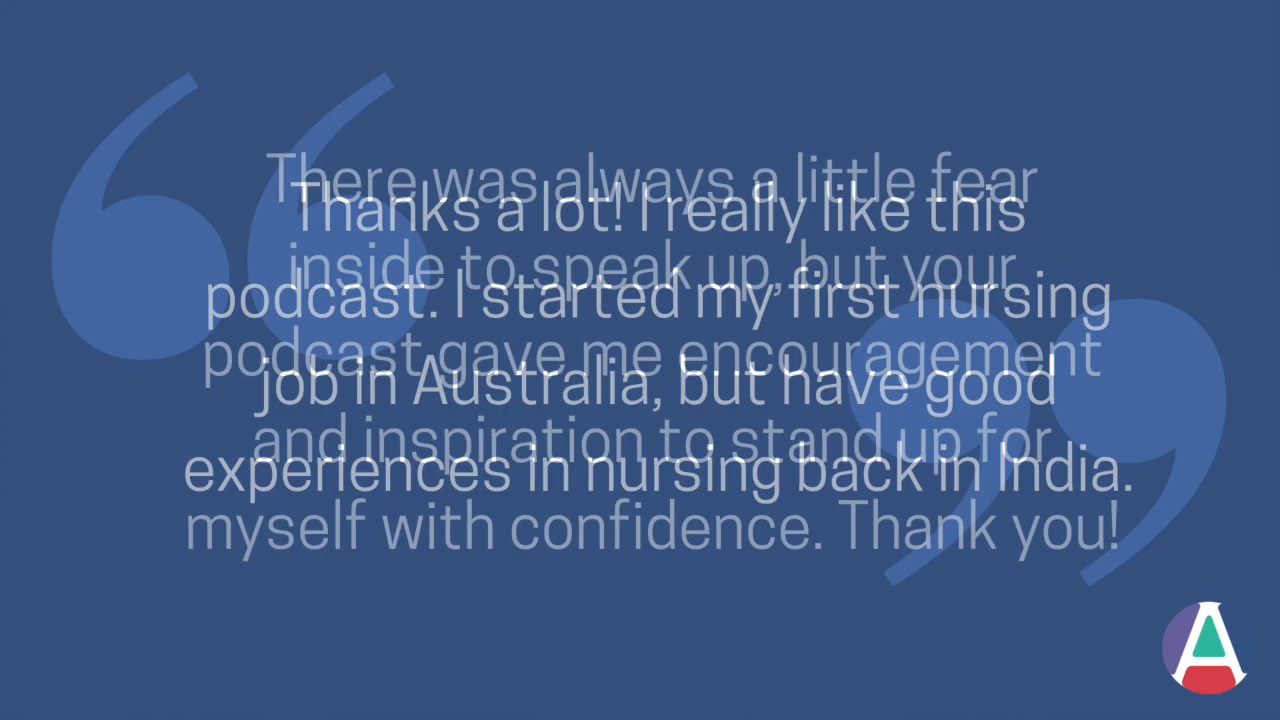 Thanks a lot! I really like this
podcast. I started my first nursing
job in Australia, but have good
experiences in nursing back in India.
There was always a little fear
inside to speak up, but your
podcast gave me encouragement
and inspiration to stand up for
myself with confidence. Thank you!
A